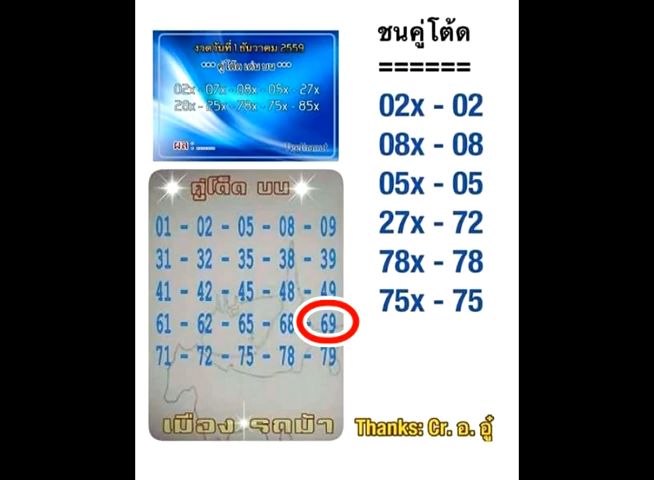 งวดวันที่ 1 ธันวาคม 2559
*** คู่โต๊ด เด่น บน ***
02x - 07x - 08x - 05x - 27x
20x - 25x - 78x - 75x - 85x
ผล :
คู่โต๊ด บน
01 - 02 - 05 - 08 - 09
31 - 32 - 35 - 38 - 39
41 - 42 - 45 - 48 - 49
61 - 62 - 65 - 68 - 69
71 - 72 - 75 - 78 - 79
เมือง รถม้า
ชนคู่โต้ด
======
02x - 02
08x - 08
05x - 05
27x - 72
78x - 78
75x - 75
Thanks: Cr. อ. อู๋